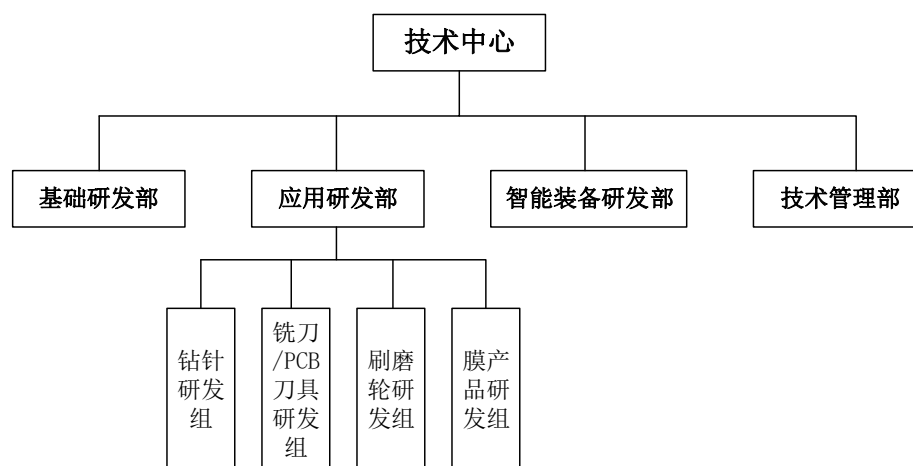 技术中心
基础研发部
应用研发部
智能装备研发部
技术管理部
钻针
研发
组
铣刀
/PCB
刀具
研发
组
刷磨
轮研
发组
膜产
品研
发组